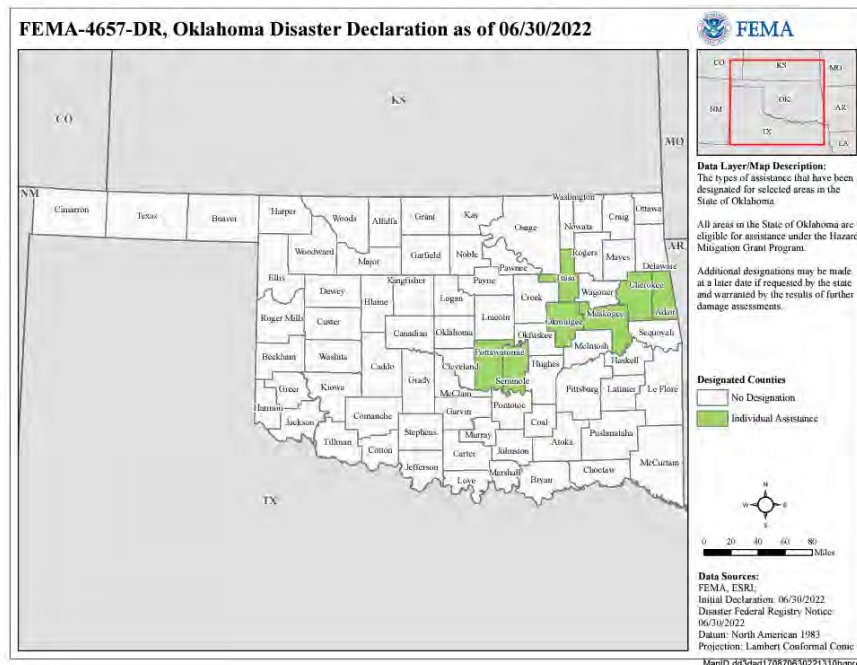 FEMA-4657-DR, Oklahoma Disaster Declaration as of 06/30/2022
FEMA
CO
KS
MO
NM
OK
AR
TX
LA
Data Layer/Map Description:
The types of assistance that have been
designated for selected areas in the
State of Oklahoma
All areas in the State of Oklahoma are
eligible for assistance under the Hazard
Mitigation Grant Program.
Additional designations may be made
at a later date if requested by the state
and warranted by the results of further
damage assessments.
Designated Counties
No Designation
Individual Assistance
N
W
E
S
0 20 40 60 80
Miles
Data Sources:
FEMA, ESRI;
Initial Declaration: 06/30/2022
Disaster Federal Registry Notice:
06/30/2022
Datum: North American 1983
Projection: Lambert Conformal Conic
KS
CO
MO
NM
AR
TX
Cimarron
Texas
Beaver
Harper
Woods
Alfalfa
Grant
Kay
Osage
Washington
Nowata
Craig
Ottawa
Woodward
Major
Garfield
Noble
Pawnee
Rogers
Mayes
Delaware
Ellis
Dewey
Blaine
Kingfisher
Logan
Payne
Creek
Tulsa
Wagoner
Cherokee
Adair
Roger Mills
Custer
Canadian
Oklahoma
Lincoln
Okfuskee
Okmulgee
Muskogee
McIntosh
Sequoyah
Beckham
Washita
Caddo
Grady
Cleveland
Pottawatomie
Seminole
Hughes
Haskell
Greer
Kiowa
McClain
Pittsburg
Latimer
Le Flore
Harmon
Jackson
Comanche
Garvin
Pontotoc
Coal
Tillman
Cotton
Stephens
Murray
Johnston
Atoka
Pushmataha
Jefferson
Carter
Love
Marshall
Bryan
Choctaw
McCurtain